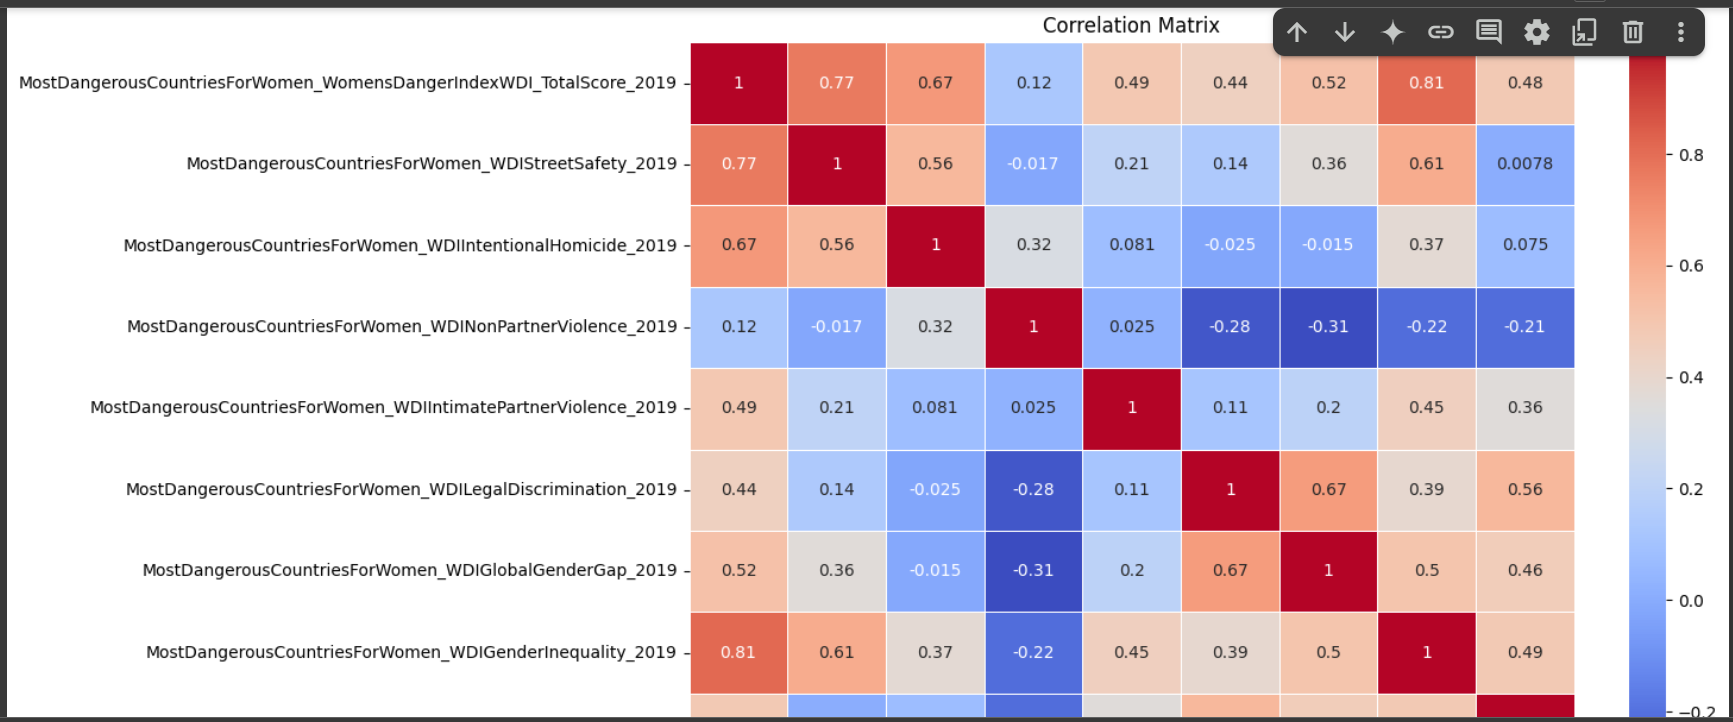 Correlation Matrix
MostDangerousCountriesForWomen_WomensDangerIndexWDI_TotalScore_2019 1 0.77 0.67 0.12 0.49 0.44 0.52 0.81 0.48
0.8
MostDangerousCountriesForWomen_WDIStreetSafety_2019 0.77 1 0.56 -0.017 0.21 0.14 0.36 0.61 0.0078
MostDangerousCountriesForWomen_WDIIntentionalHomicide_2019 0.67 0.56 1 0.32 0.081 -0.025 -0.015 0.37 0.075
0.6
MostDangerousCountriesForWomen_WDINonPartnerViolence_2019 0.12 -0.017 0.32 1 0.025 -0.28 -0.31 -0.22 -0.21
0.4
MostDangerousCountriesForWomen_WDIIntimatePartnerViolence_2019 0.49 0.21 0.081 0.025 1 0.11 0.2 0.45 0.36
MostDangerousCountriesForWomen_WDILegalDiscrimination_2019 0.44 0.14 -0.025 -0.28 0.11 1 0.67 0.39 0.56
0.2
MostDangerousCountriesForWomen_WDIGlobalGenderGap_2019 0.52 0.36 -0.015 -0.31 0.2 0.67 1 0.5 0.46
0.0
MostDangerousCountriesForWomen_WDIGenderInequality_2019 0.81 0.61 0.37 -0.22 0.45 0.39 0.5 1 0.49
−0.2